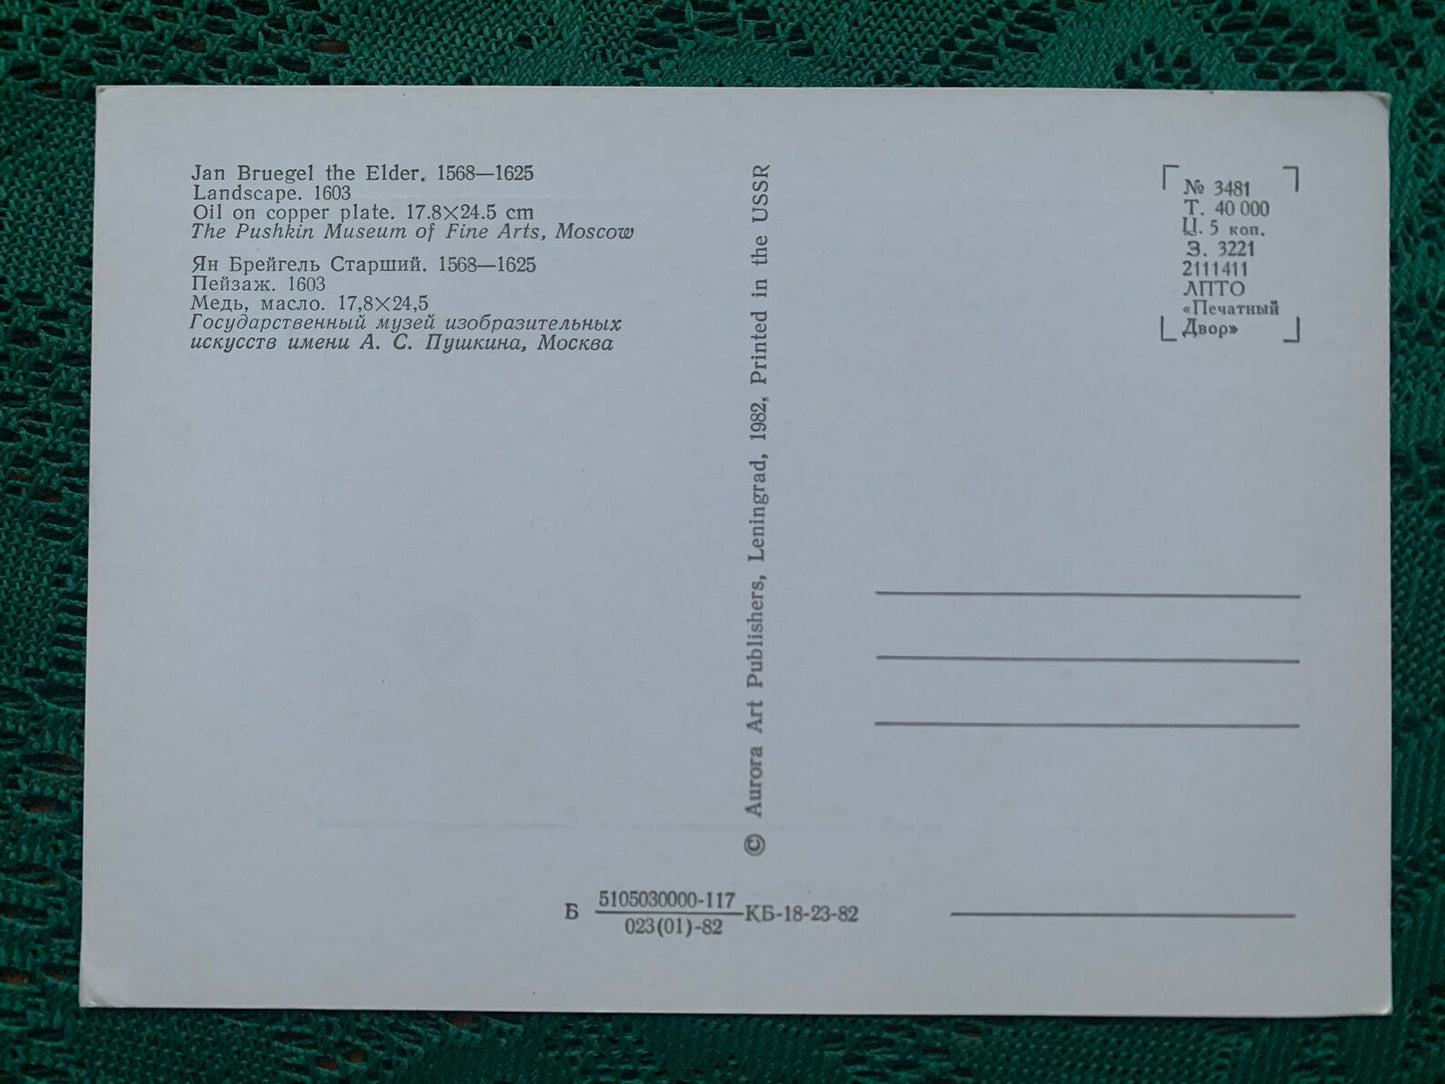 Jan Bruegel the Elder. 1568—1625
Landscape. 1603
Oil on copper plate. 17.8×24.5 cm
The Pushkin Museum of Fine Arts, Moscow
Ян Брейгель Старший. 1568—1625
Пейзаж. 1603
Медь, масло. 17,8×24,5
Государственный музей изобразительных
искусств имени А. С. Пушкина, Москва
© Aurora Art Publishers, Leningrad, 1982, Printed in the USSR
№ 3481
Т. 40 000
Ц. 5 коп.
З. 3221
2111411
ЛПТО
«Печатный
Двор»
Б 5105030000-117 КБ-18-23-82
023(01)-82